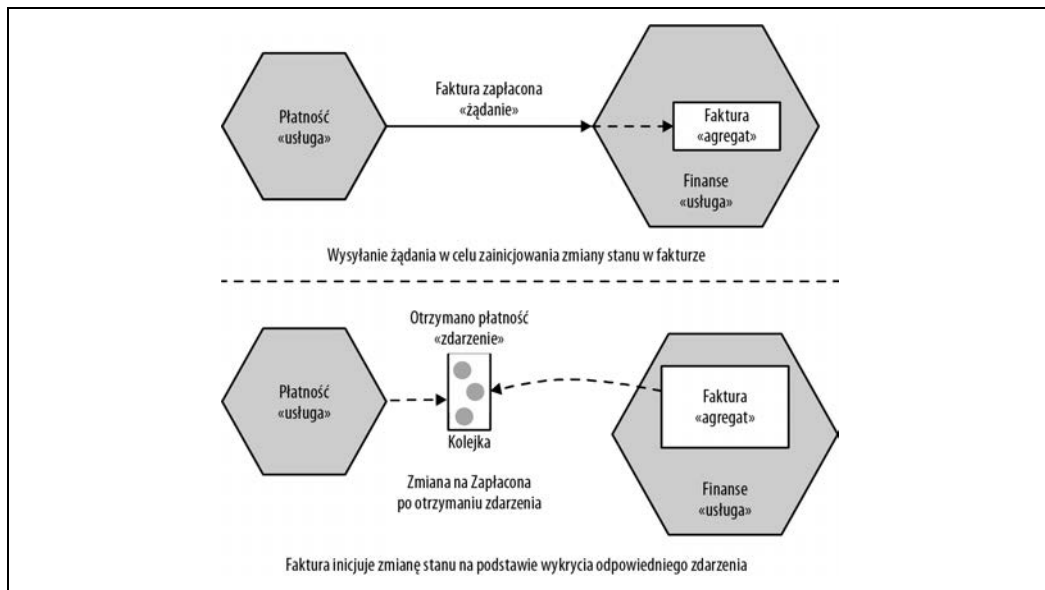 Faktura zapłacona
«żądanie»
Płatność
«usługa»
Faktura
«agregat»
Finanse
«usługa»
Wysyłanie żądania w celu zainicjowania zmiany stanu w fakturze
Otrzymano płatność
«zdarzenie»
Płatność
«usługa»
Kolejka
Faktura
«agregat»
Zmiana na Zapłacona
po otrzymaniu zdarzenia
Finanse
«usługa»
Faktura inicjuje zmianę stanu na podstawie wykrycia odpowiedniego zdarzenia